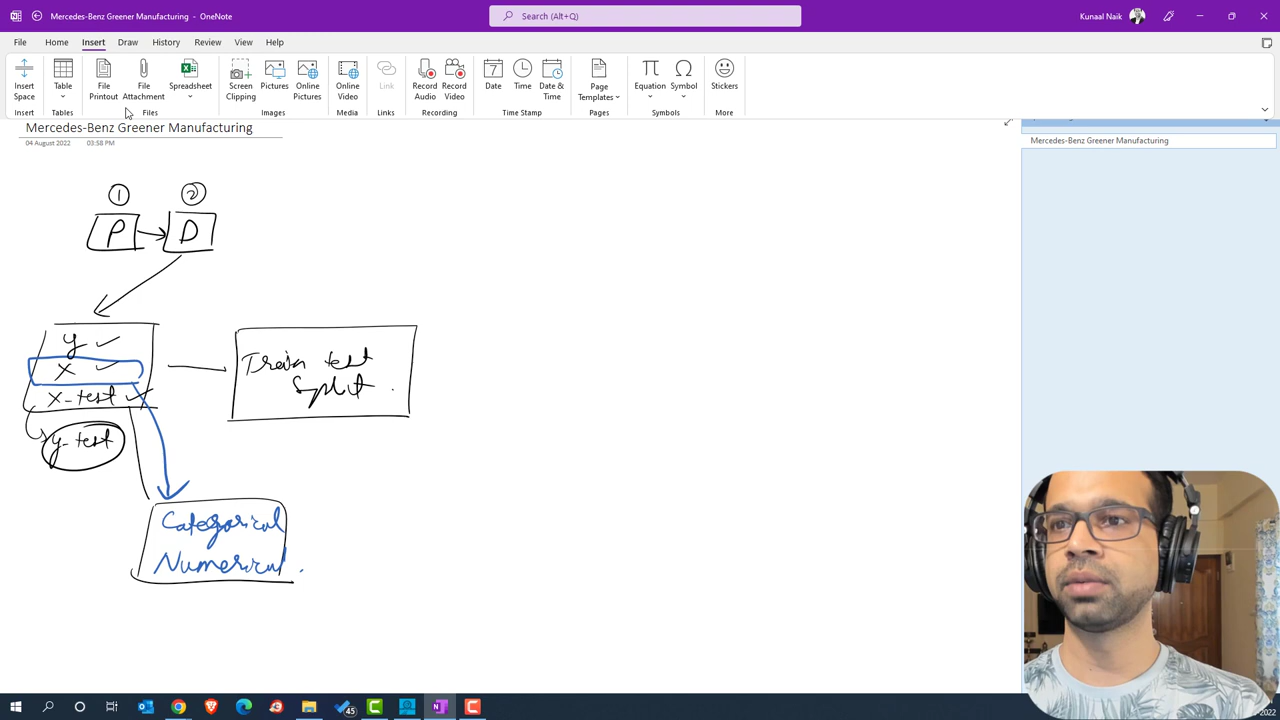 Mercedes-Benz Greener Manufacturing - OneNote
Search (Alt+Q)
Kunaal Naik
File Home Insert Draw History Review View Help
Insert Space
Table
File Printout
File Attachment
Spreadsheet
Screen Clipping
Pictures
Online Pictures
Online Video
Link
Record Audio
Record Video
Date
Time
Date & Time
Page Templates
Equation
Symbol
Stickers
Insert Tables Files Images Media Links Recording Time Stamp Pages Symbols More
Mercedes-Benz Greener Manufacturing
04 August 2022 03:58 PM
Mercedes-Benz Greener Manufacturing
1 2
P D
y
x
x-test
y-test
Train test
Split.
Categorical
Numerical.
45